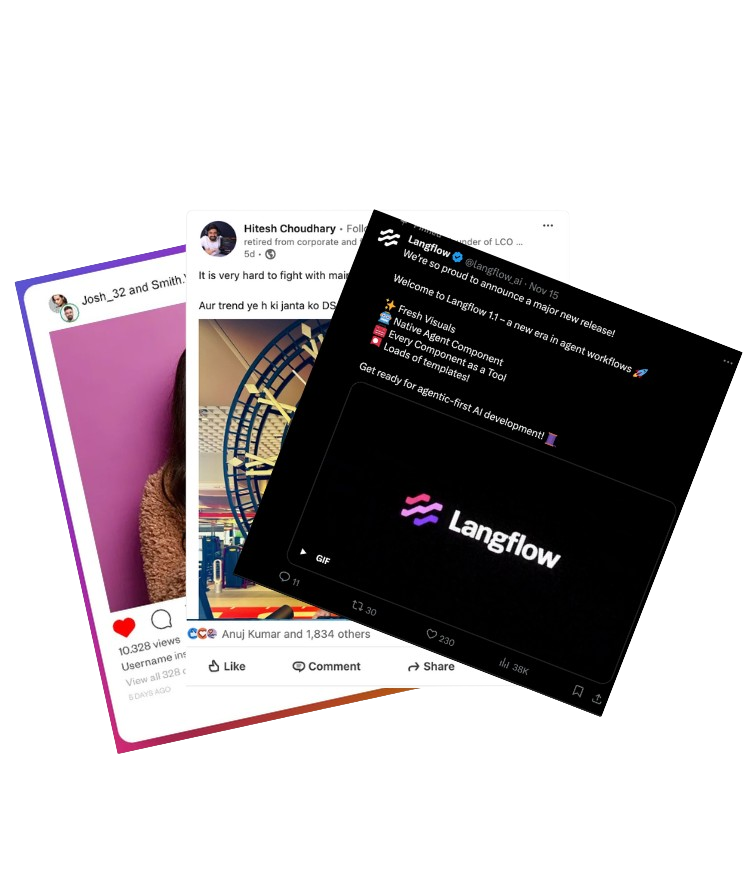 Josh_32 and Smith.
10.328 views
Username ins
View all 328 c
5 DAYS AGO
Hitesh Choudhary • Follo
retired from corporate and
under of LCO ...
5d •
It is very hard to fight with main
Aur trend ye h ki janta ko DS
Anuj Kumar and 1,834 others
Like
Comment
Share
Langflow @langflow_ai · Nov 15
We're so proud to announce a major new release!
Welcome to Langflow 1.1 – a new era in agent workflows 🚀
✨ Fresh Visuals
🤖 Native Agent Component
🧰 Every Component as a Tool
Loads of templates!
Get ready for agentic-first AI development! 🧵
Langflow
GIF
11
30
230
38K